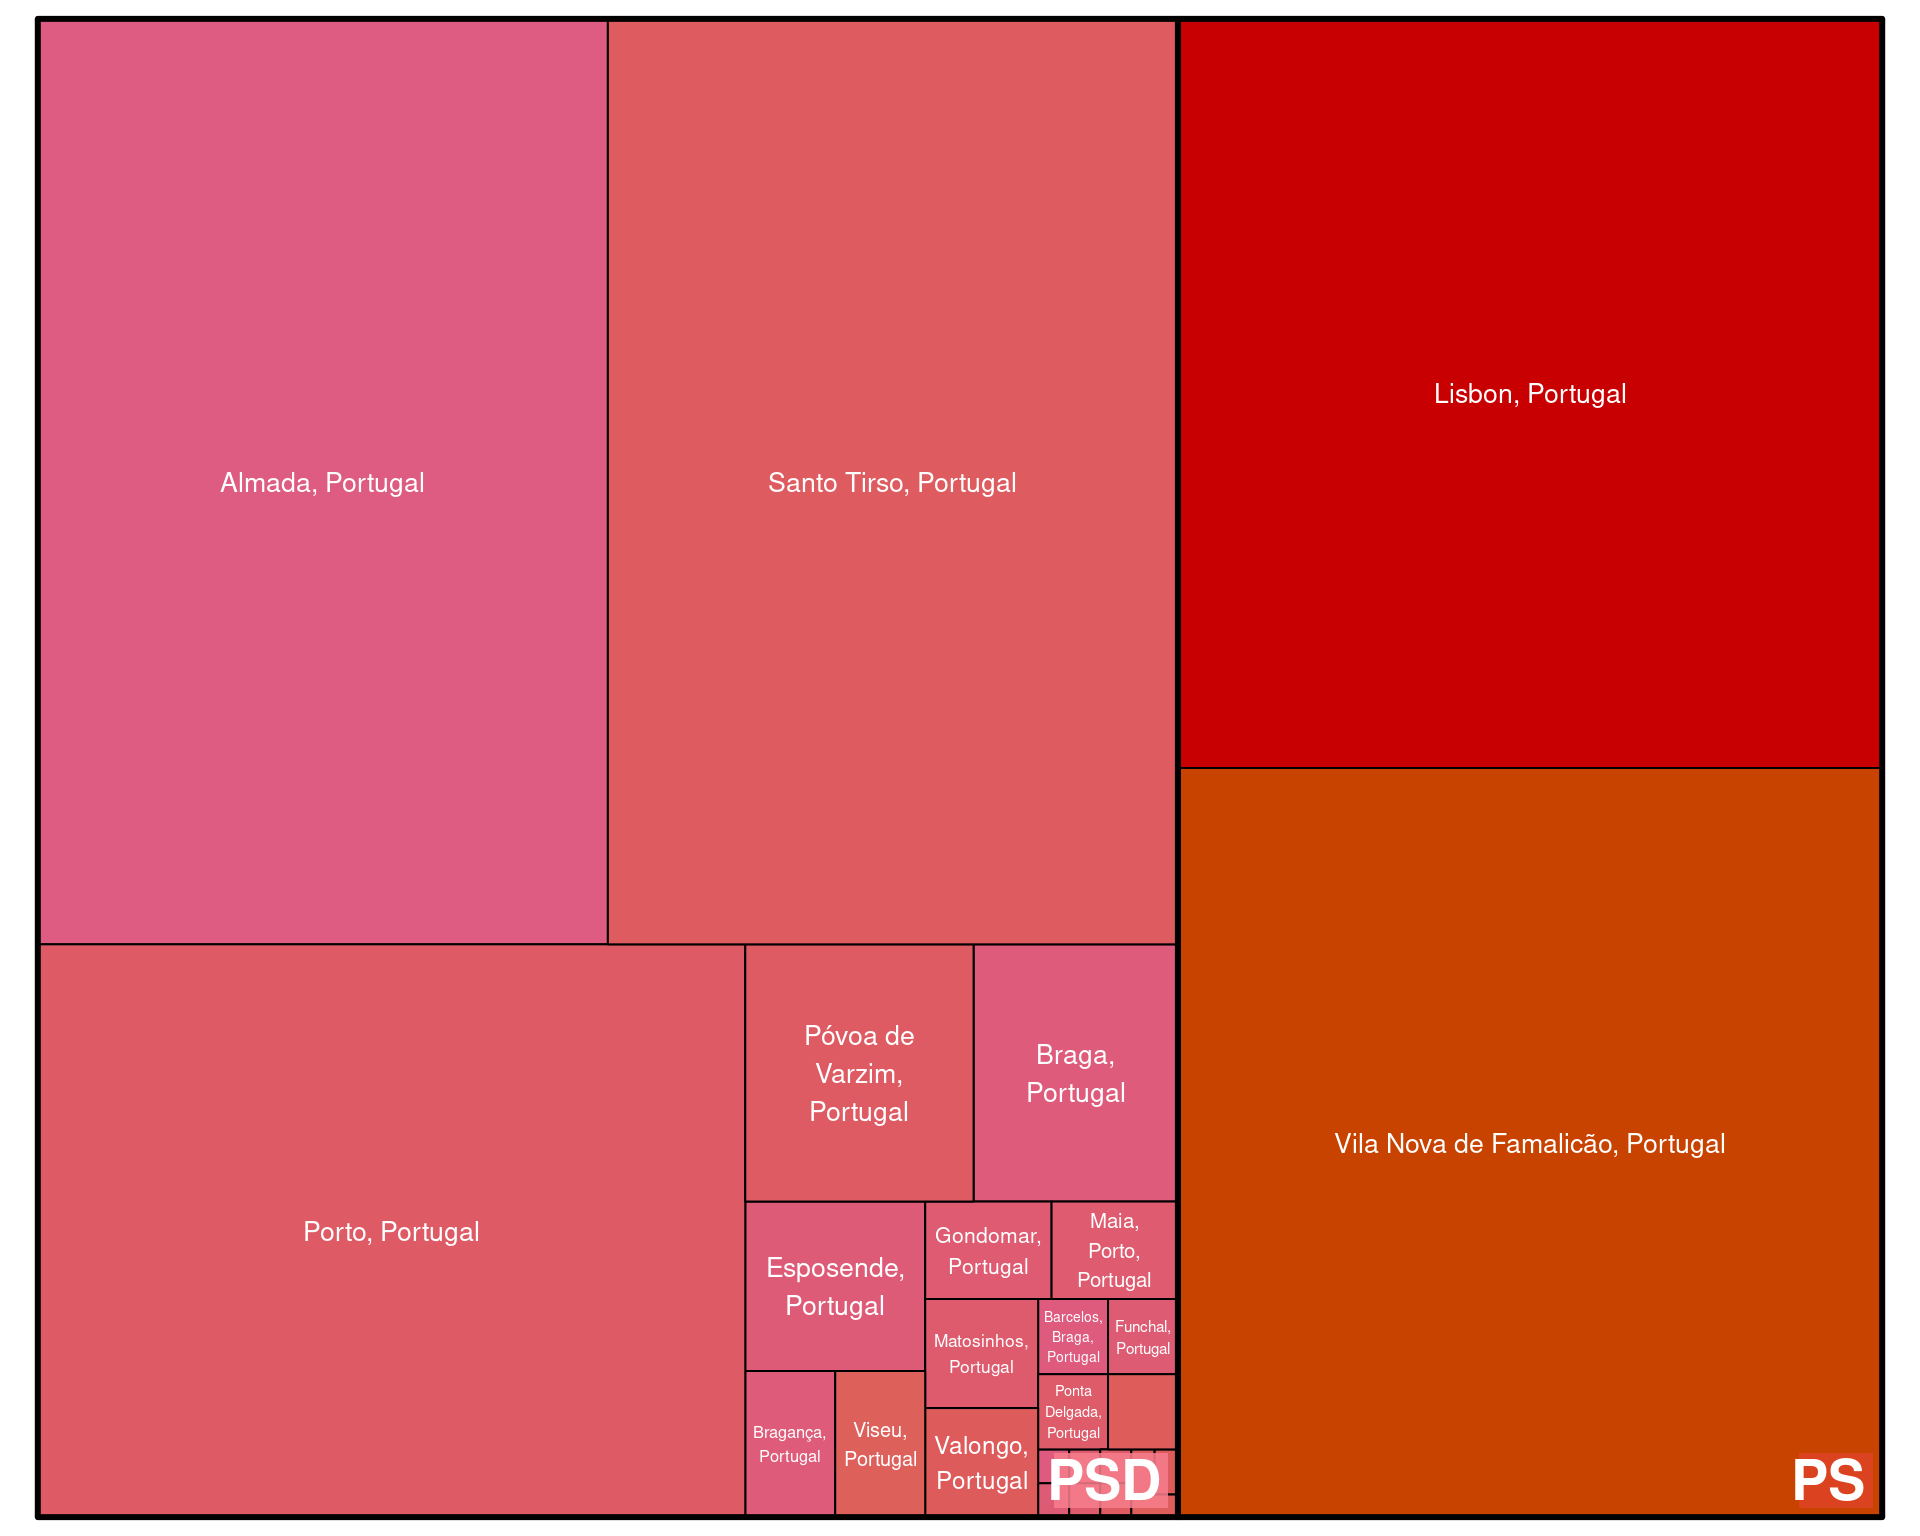 Almada, Portugal
Santo Tirso, Portugal
Lisbon, Portugal
Porto, Portugal
Póvoa de
Varzim,
Portugal
Braga,
Portugal
Vila Nova de Famalicão, Portugal
Esposende,
Portugal
Gondomar,
Portugal
Maia,
Porto,
Portugal
Matosinhos,
Portugal
Barcelos,
Braga,
Portugal
Funchal,
Portugal
Ponta
Delgada,
Portugal
Bragança,
Portugal
Viseu,
Portugal
Valongo,
Portugal
PSD
PS